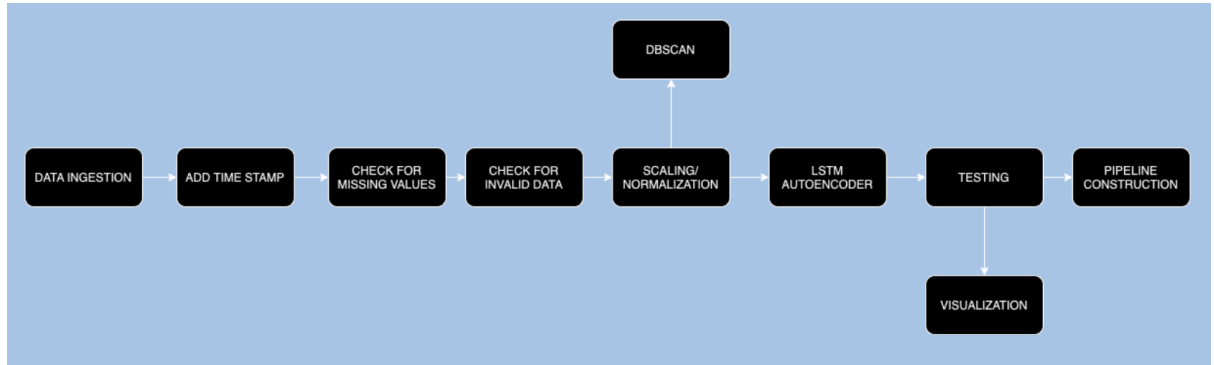 DBSCAN
DATA INGESTION
ADD TIME STAMP
CHECK FOR
MISSING VALUES
CHECK FOR
INVALID DATA
SCALING/
NORMALIZATION
LSTM
AUTOENCODER
TESTING
PIPELINE
CONSTRUCTION
VISUALIZATION